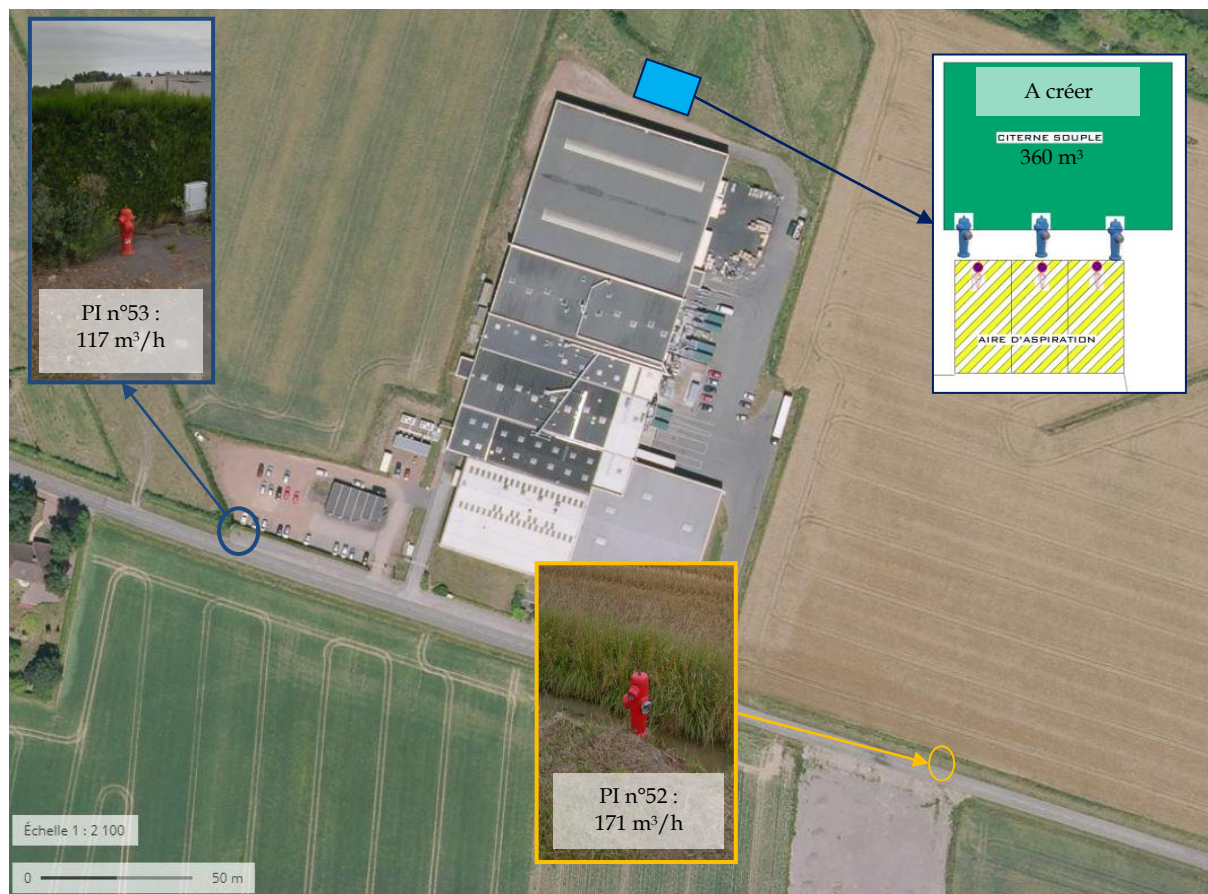 PI n°53 :
117 m³/h
A créer
CITERNE SOUPLE
360 m³
AIRE D'ASPIRATION
PI n°52 :
171 m³/h
Échelle 1 : 2 100
0 50 m